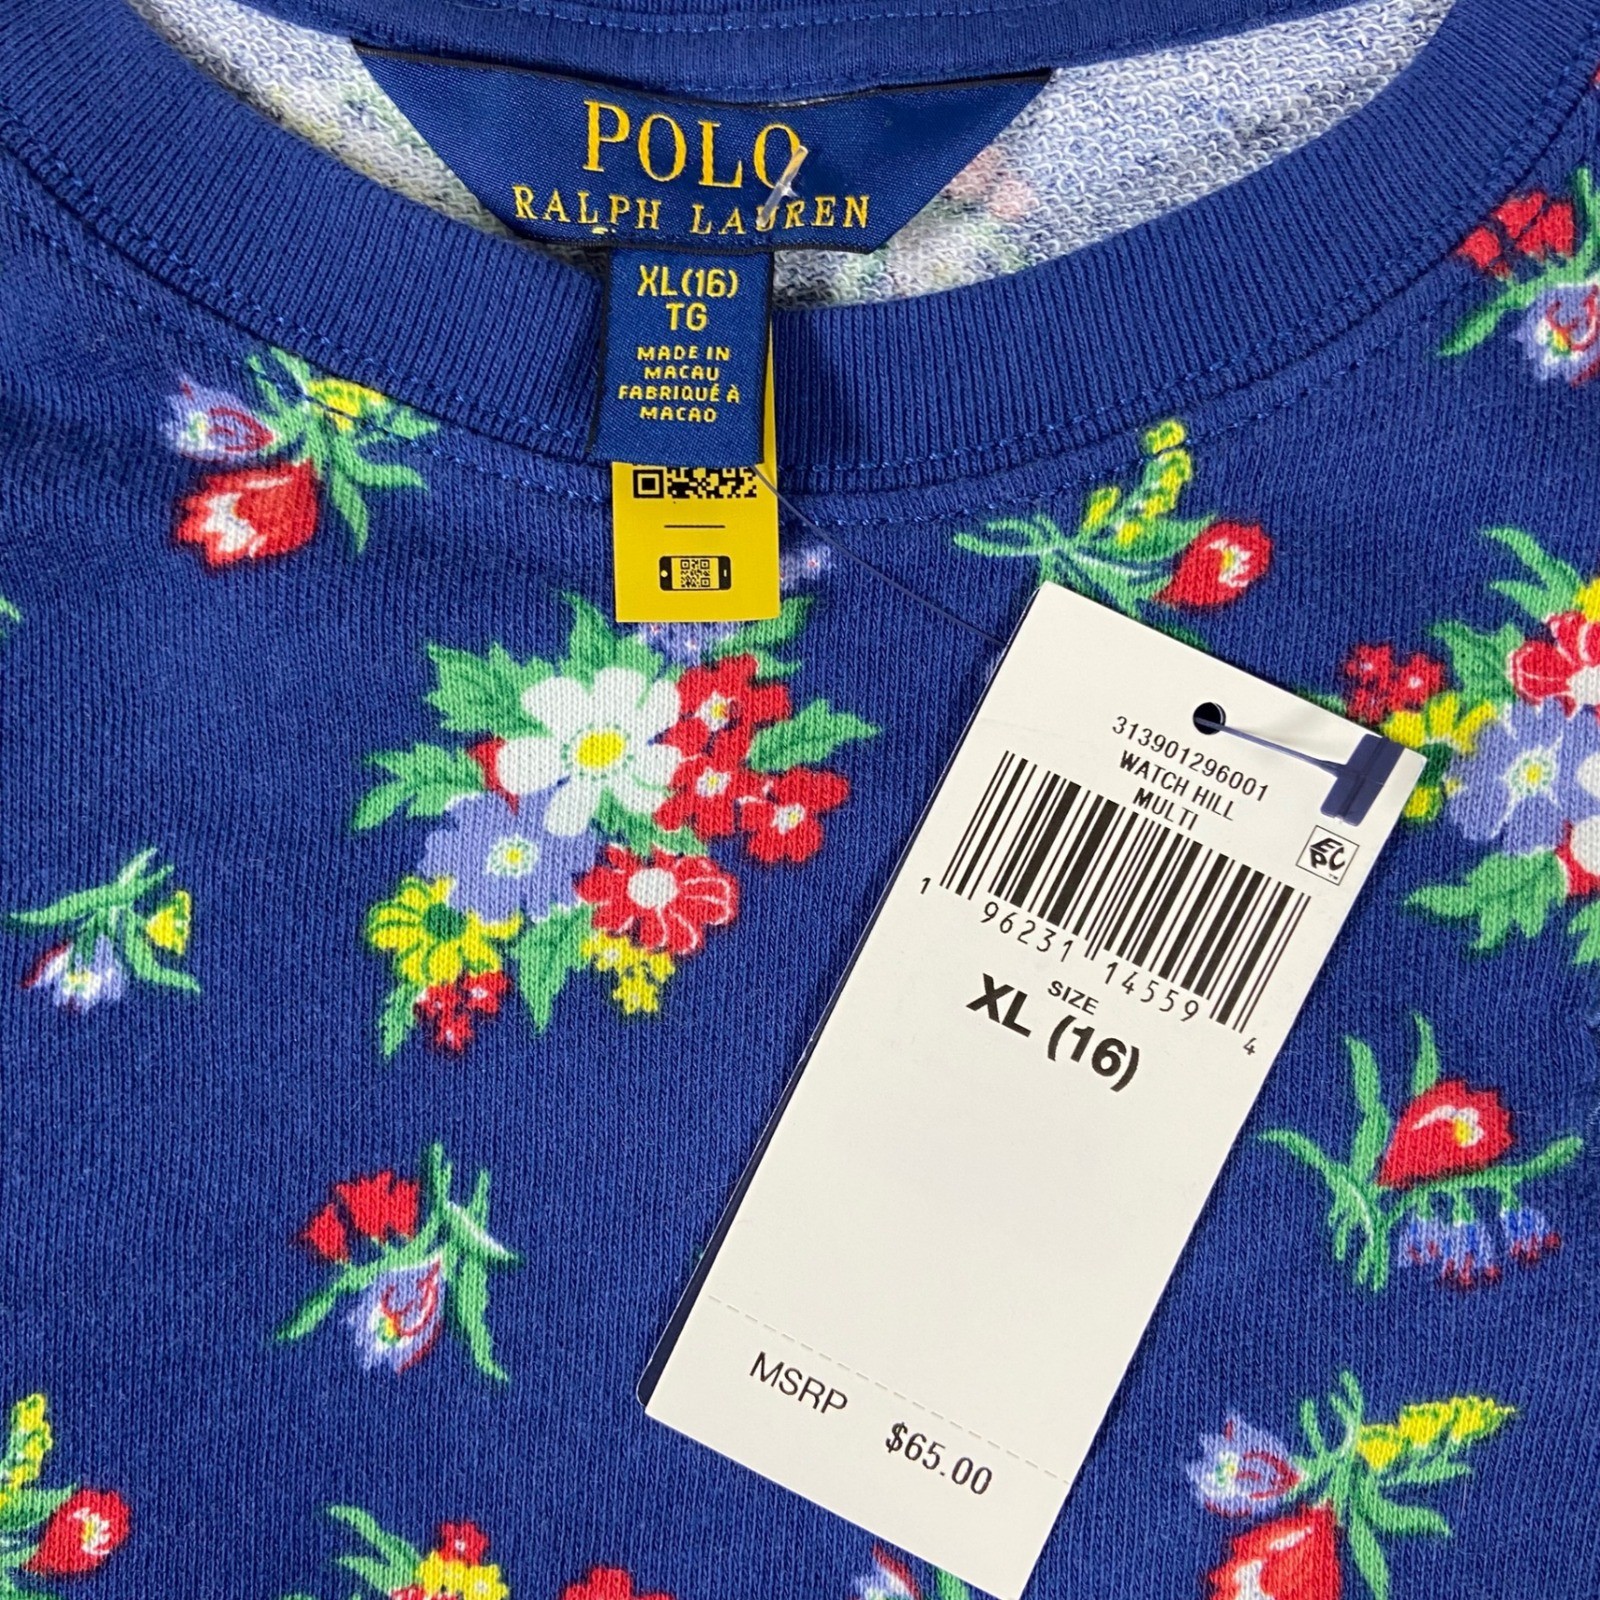 POLO
RALPH LAUREN
XL(16)
TG
MADE IN
MACAU
FABRIQUÉ À
MACAO
313901296001
WATCH HILL
MULTI
1 96231 14559 4
SIZE
XL (16)
MSRP $65.00